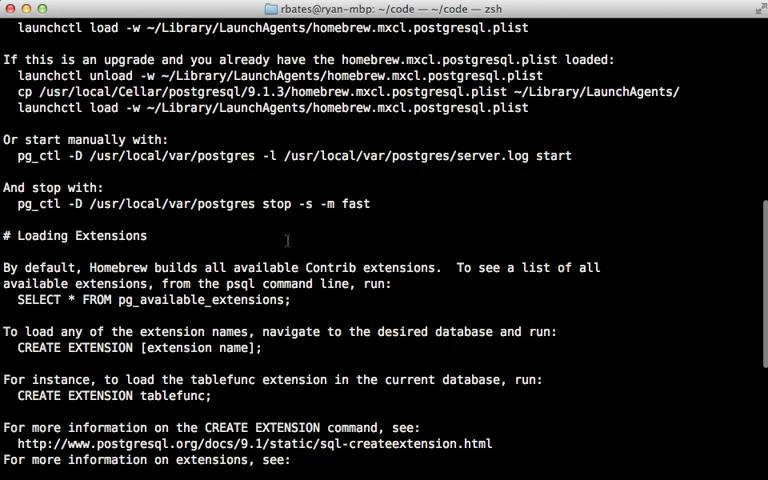 rbates@ryan-mbp: ~/code — ~/code — zsh
launchctl load -w ~/Library/LaunchAgents/homebrew.mxcl.postgresql.plist
If this is an upgrade and you already have the homebrew.mxcl.postgresql.plist loaded:
launchctl unload -w ~/Library/LaunchAgents/homebrew.mxcl.postgresql.plist
cp /usr/local/Cellar/postgresql/9.1.3/homebrew.mxcl.postgresql.plist ~/Library/LaunchAgents/
launchctl load -w ~/Library/LaunchAgents/homebrew.mxcl.postgresql.plist
Or start manually with:
pg_ctl -D /usr/local/var/postgres -l /usr/local/var/postgres/server.log start
And stop with:
pg_ctl -D /usr/local/var/postgres stop -s -m fast
# Loading Extensions
By default, Homebrew builds all available Contrib extensions.  To see a list of all
available extensions, from the psql command line, run:
SELECT * FROM pg_available_extensions;
To load any of the extension names, navigate to the desired database and run:
CREATE EXTENSION [extension name];
For instance, to load the tablefunc extension in the current database, run:
CREATE EXTENSION tablefunc;
For more information on the CREATE EXTENSION command, see:
http://www.postgresql.org/docs/9.1/static/sql-createextension.html
For more information on extensions, see: